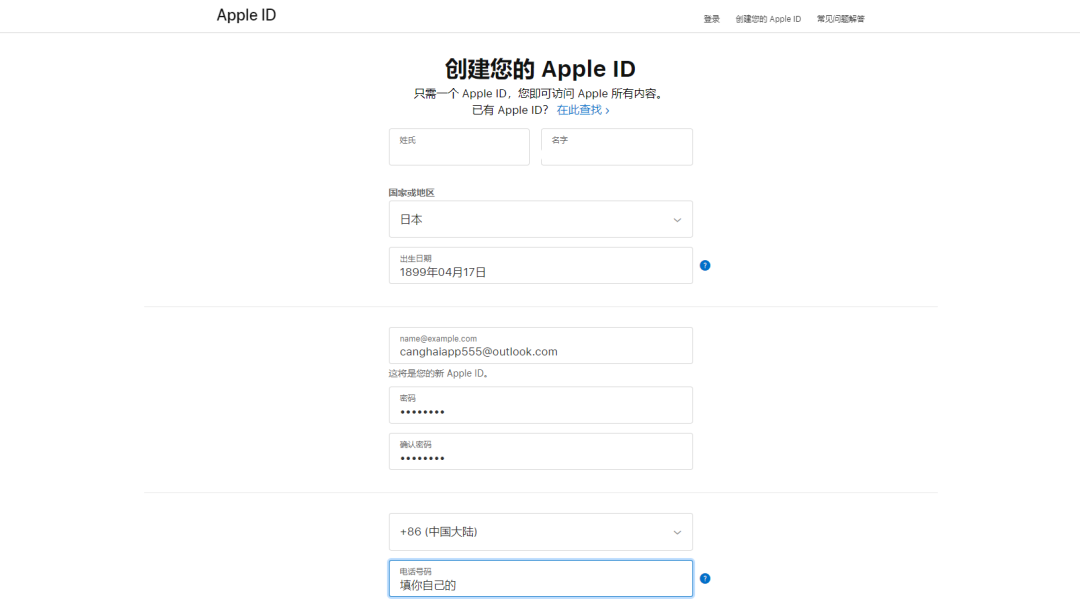 Apple ID
登录 创建您的 Apple ID 常见问题解答
创建您的 Apple ID
只需一个 Apple ID，您即可访问 Apple 所有内容。
已有 Apple ID？ 在此查找 ›
姓氏 名字
国家或地区
日本
出生日期
1899年04月17日
?
name@example.com
canghaiapp555@outlook.com
这将是您的新 Apple ID。
密码
••••••••
确认密码
••••••••
+86 (中国大陆)
电话号码
填你自己的
?